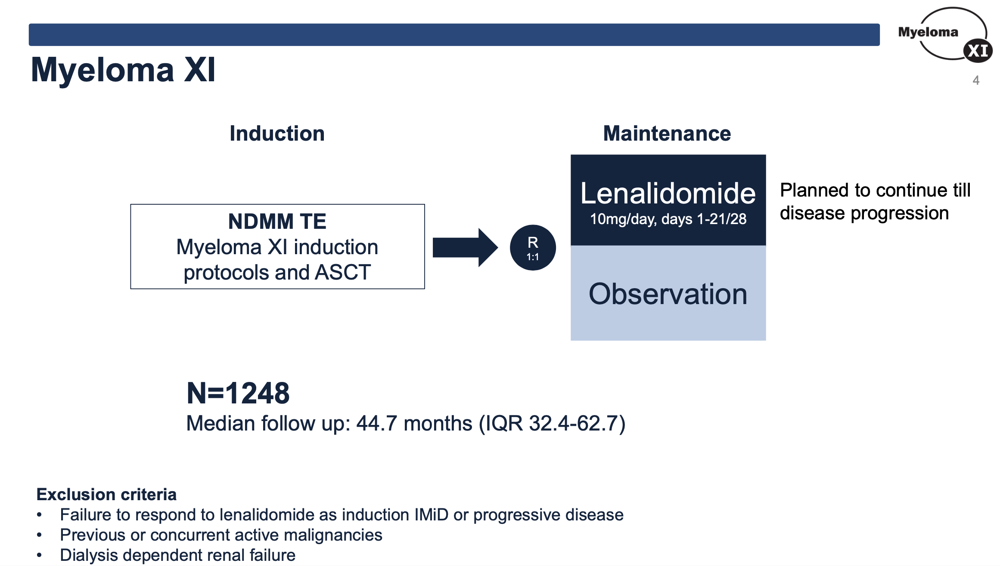 Myeloma
XI
Myeloma XI
4
Induction
Maintenance
NDMM TE
Myeloma XI induction
protocols and ASCT
R
1:1
Lenalidomide
10mg/day, days 1-21/28
Planned to continue till
disease progression
Observation
N=1248
Median follow up: 44.7 months (IQR 32.4-62.7)
Exclusion criteria
• Failure to respond to lenalidomide as induction IMiD or progressive disease
• Previous or concurrent active malignancies
• Dialysis dependent renal failure